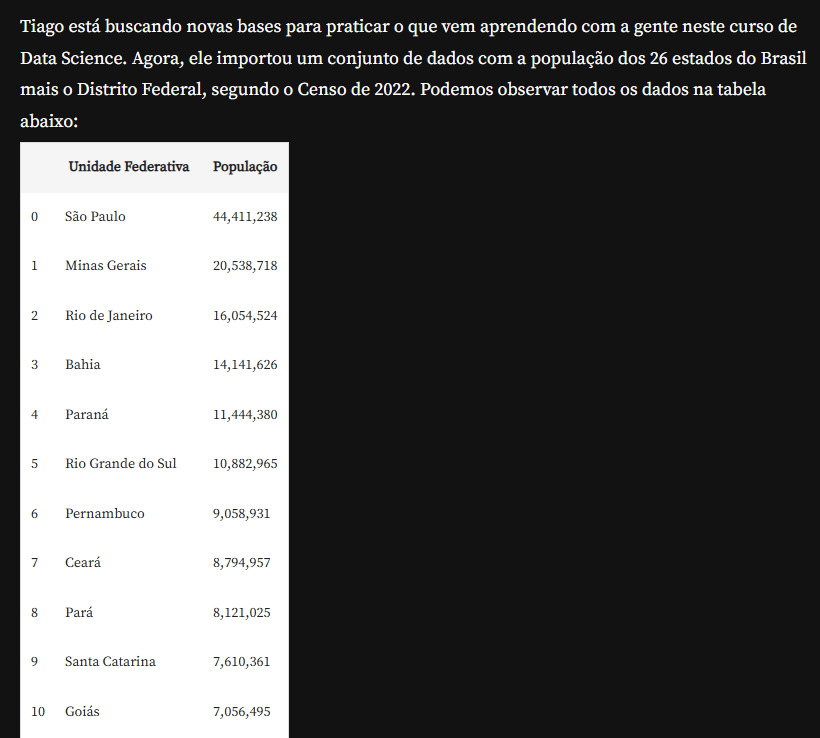 Tiago está buscando novas bases para praticar o que vem aprendendo com a gente neste curso de
Data Science. Agora, ele importou um conjunto de dados com a população dos 26 estados do Brasil
mais o Distrito Federal, segundo o Censo de 2022. Podemos observar todos os dados na tabela
abaixo:
Unidade Federativa População
0 São Paulo 44,411,238
1 Minas Gerais 20,538,718
2 Rio de Janeiro 16,054,524
3 Bahia 14,141,626
4 Paraná 11,444,380
5 Rio Grande do Sul 10,882,965
6 Pernambuco 9,058,931
7 Ceará 8,794,957
8 Pará 8,121,025
9 Santa Catarina 7,610,361
10 Goiás 7,056,495